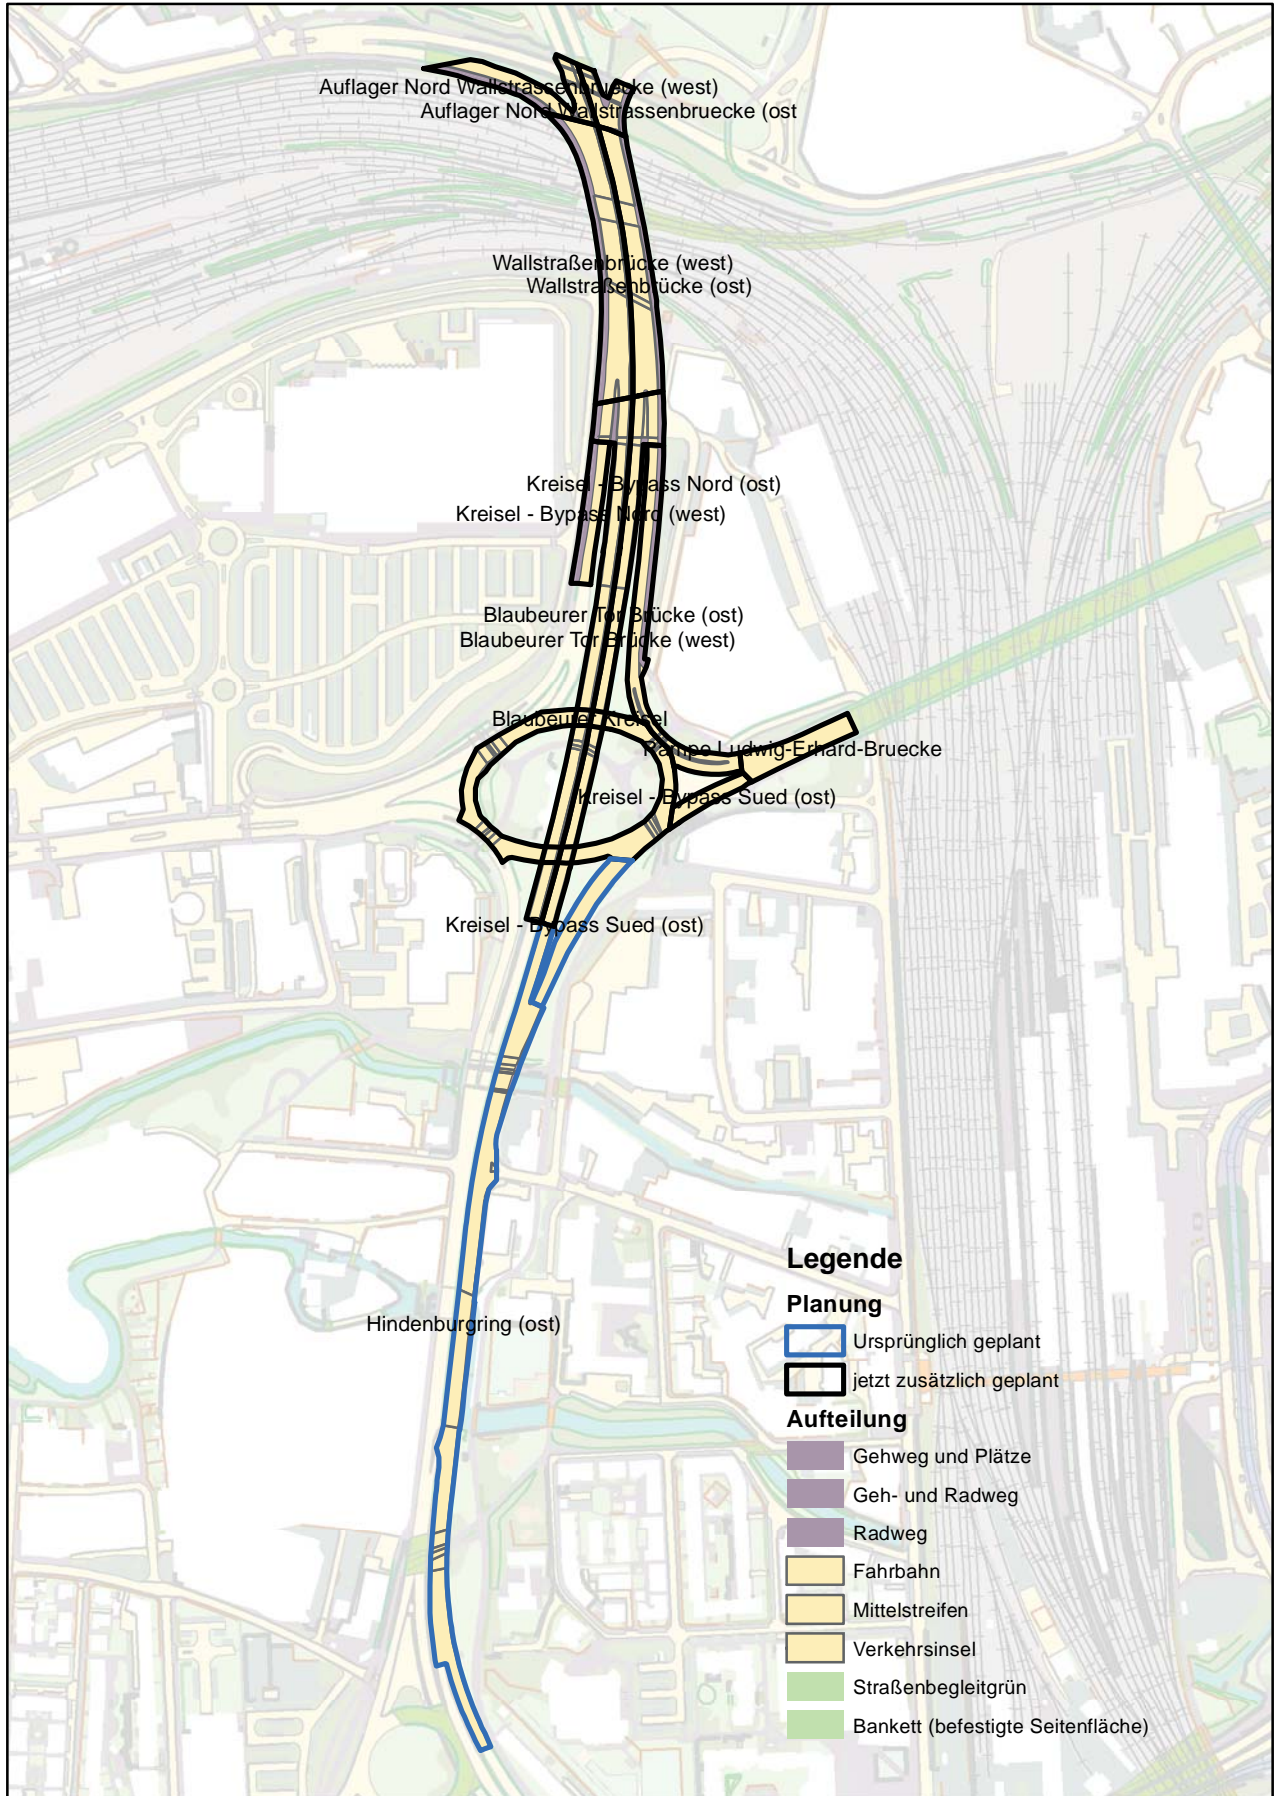 Auflager Nord Wallstrassenbruecke (west)
Auflager Nord Wallstrassenbruecke (ost
Wallstraßenbrücke (west)
Wallstraßenbrücke (ost)
Kreisel - Bypass Nord (ost)
Kreisel - Bypass Nord (west)
Blaubeurer Tor Brücke (ost)
Blaubeurer Tor Brücke (west)
Blaubeurer Kreisel
Rampe Ludwig-Erhard-Bruecke
Kreisel - Bypass Sued (ost)
Kreisel - Bypass Sued (ost)
Hindenburgring (ost)
Legende
Planung
Ursprünglich geplant
jetzt zusätzlich geplant
Aufteilung
Gehweg und Plätze
Geh- und Radweg
Radweg
Fahrbahn
Mittelstreifen
Verkehrsinsel
Straßenbegleitgrün
Bankett (befestigte Seitenfläche)